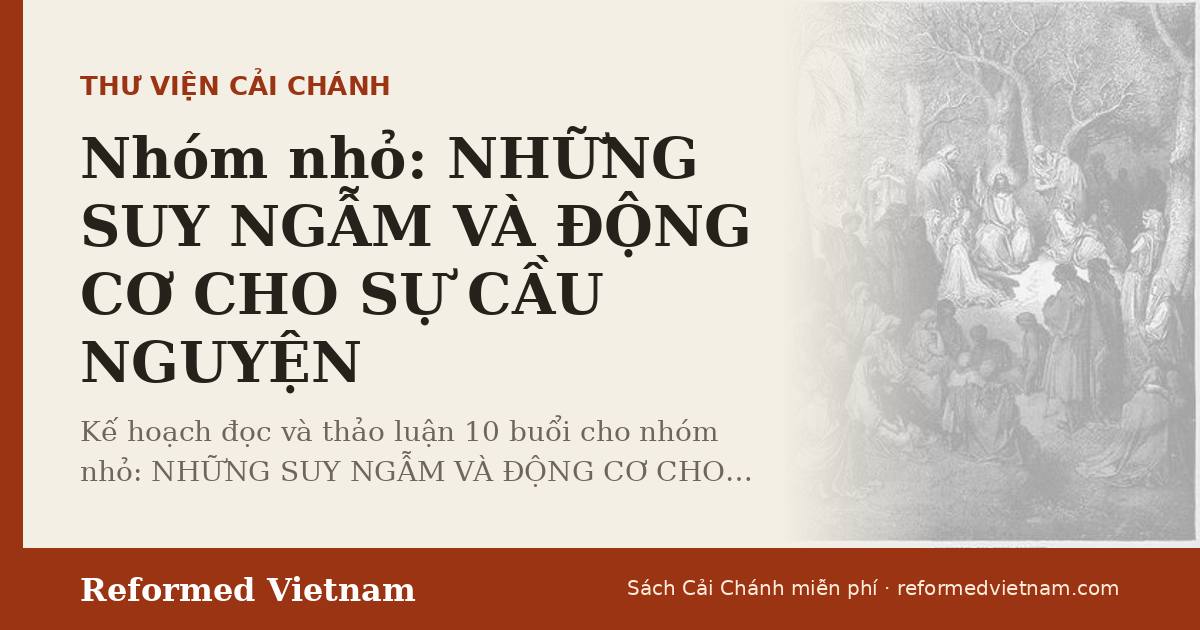 THƯ VIỆN CẢI CHÁNH
Nhóm nhỏ: NHỮNG
SUY NGẪM VÀ ĐỘNG
CƠ CHO SỰ CẦU
NGUYỆN
Kế hoạch đọc và thảo luận 10 buổi cho nhóm
nhỏ: NHỮNG SUY NGẪM VÀ ĐỘNG CƠ CHO...
Reformed Vietnam
Sách Cải Chánh miễn phí · reformedvietnam.com